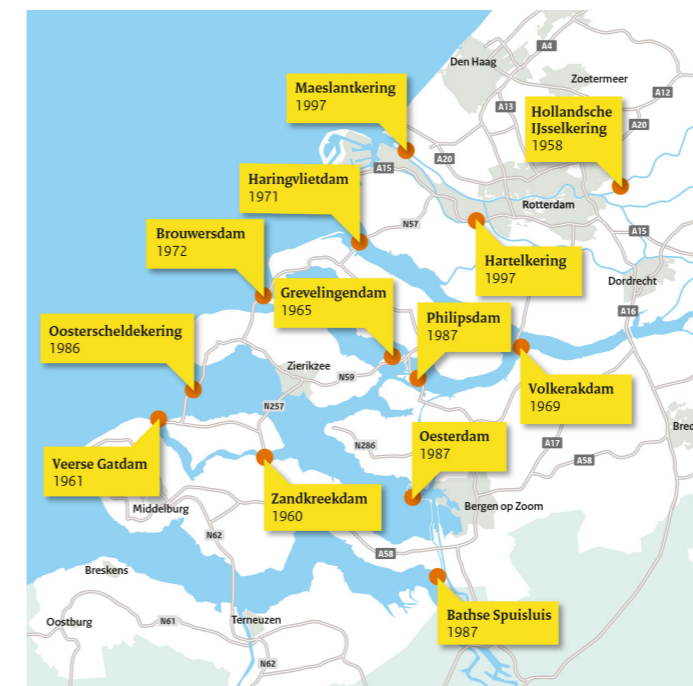 A4
Den Haag
Zoetermeer
Maeslantkering
1997
A12
A13
Hollandsche
IJsselkering
1958
A20
A20
A15
Haringvlietdam
1971
Rotterdam
N57
A15
Brouwersdam
1972
Hartelkering
1997
Grevelingendam
1965
Dordrecht
Philipsdam
1987
A16
Oosterscheldekering
1986
Zierikzee
N59
Volkerakdam
1969
N257
Oesterdam
1987
Bred
N286
A17
A58
Veerse Gatdam
1961
Zandkreekdam
1960
Middelburg
Bergen op Zoom
N62
A58
Breskens
Bathse Spuisluis
1987
Oostburg
N61
Terneuzen
N62